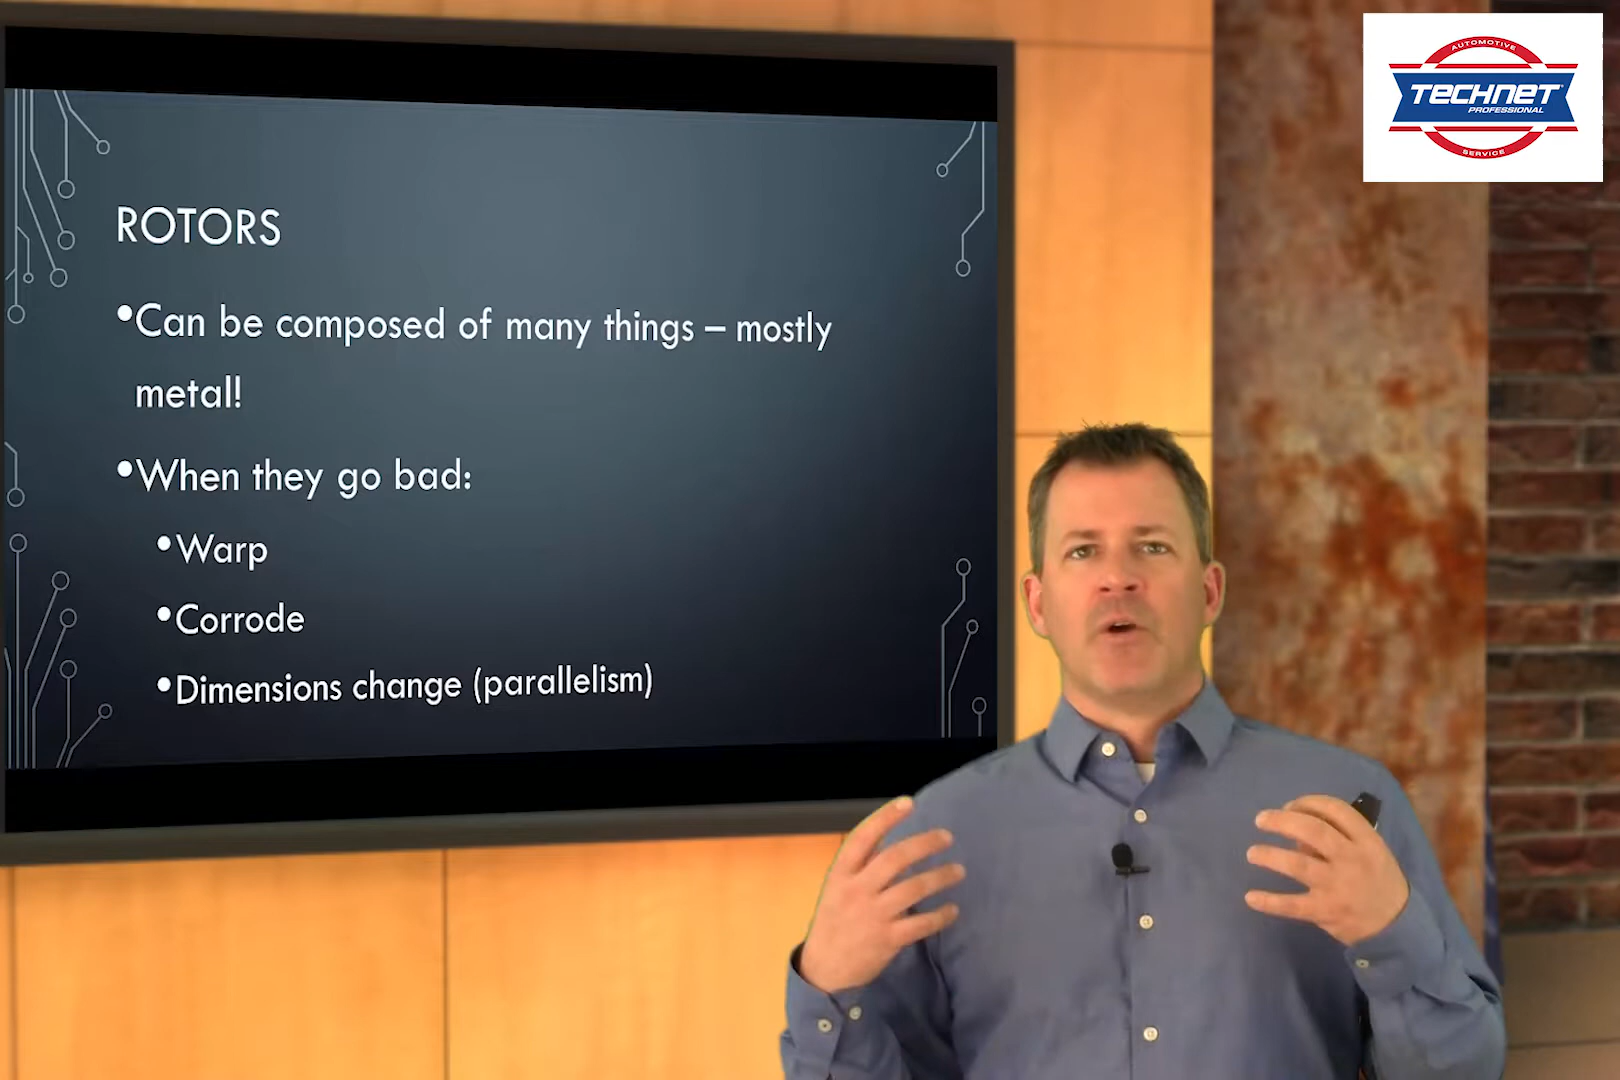 AUTOMOTIVE
TECHNET
PROFESSIONAL
SERVICE
ROTORS
•Can be composed of many things – mostly
metal!
•When they go bad:
•Warp
•Corrode
•Dimensions change (parallelism)